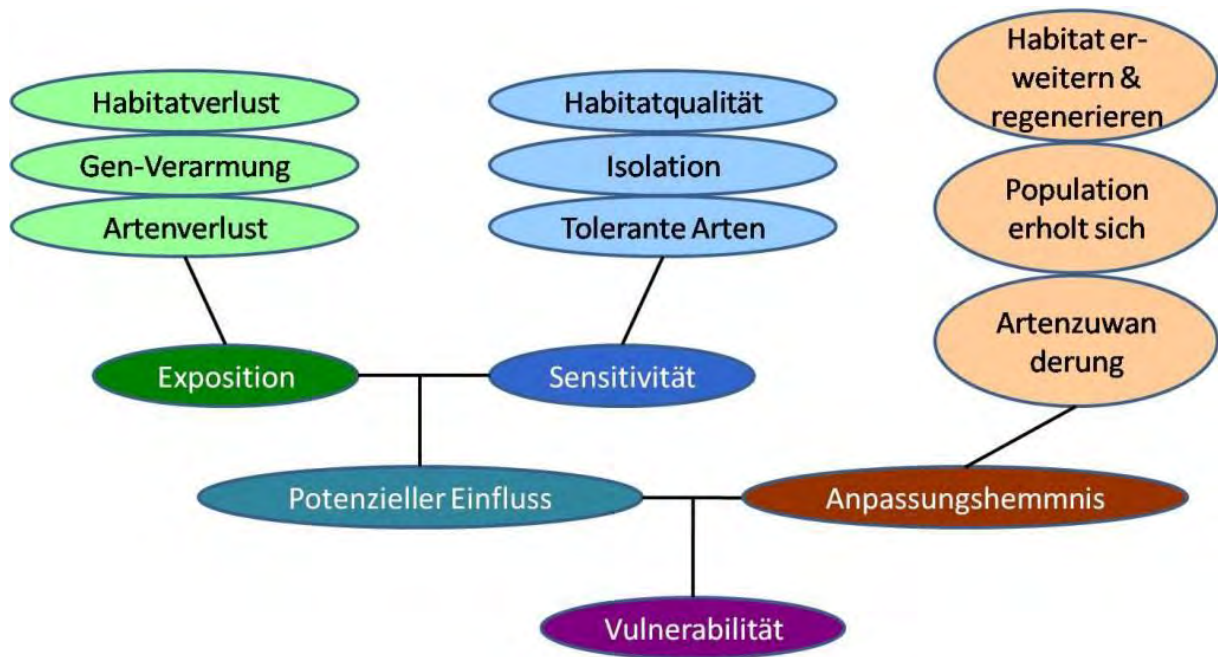 Habitatverlust
Gen-Verarmung
Artenverlust
Habitatqualität
Isolation
Tolerante Arten
Habitat er-
weitern &
regenerieren
Population
erholt sich
Artenzuwan
derung
Exposition
Sensitivität
Potenzieller Einfluss
Anpassungshemmnis
Vulnerabilität